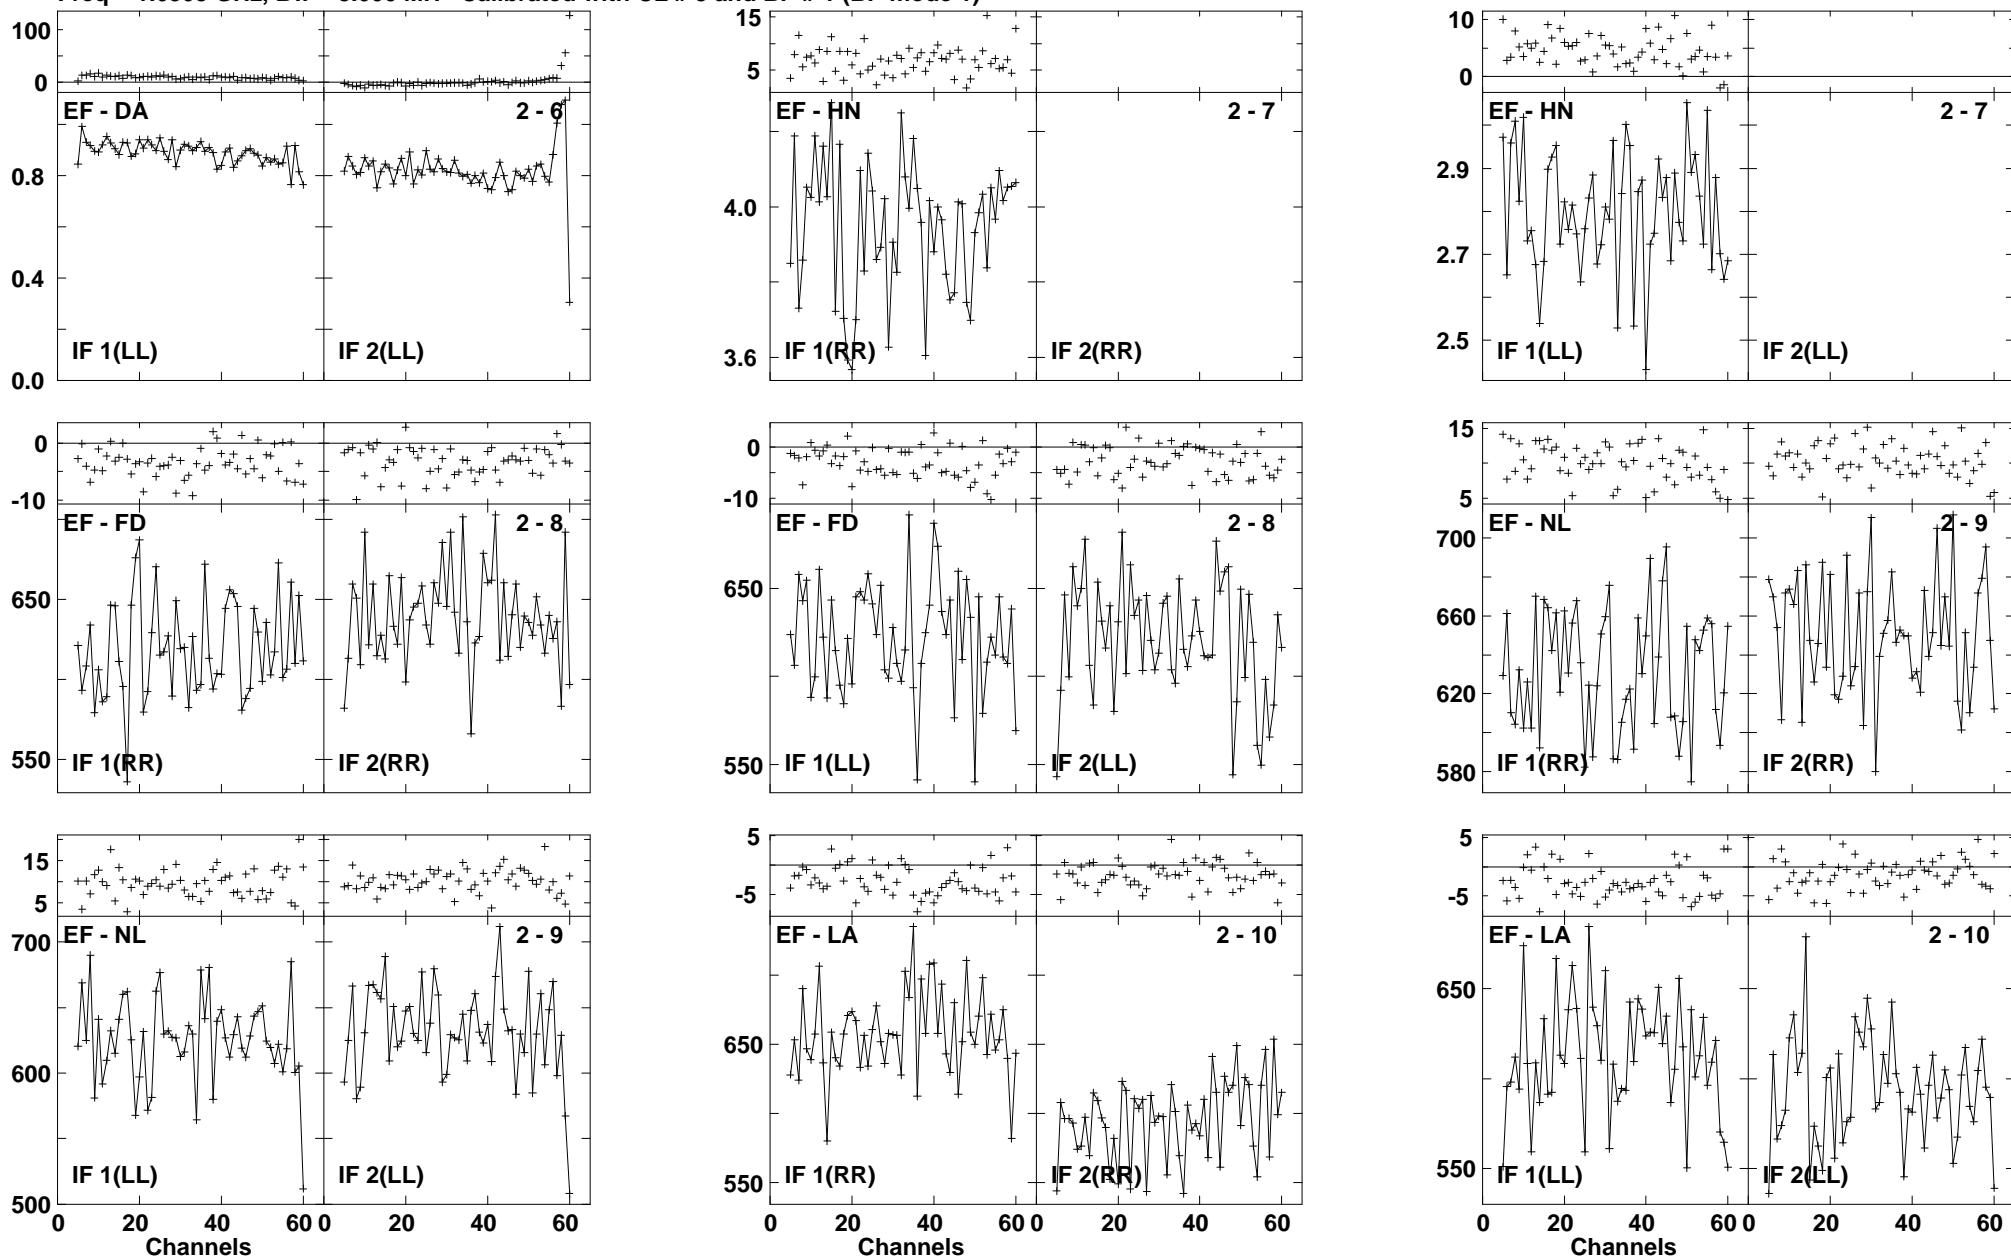 100
0
0.8
0.4
0.0
EF - DA
2 - 6
IF 1(LL)
IF 2(LL)
15
5
4.0
3.6
EF - HN
2 - 7
IF 1(RR)
IF 2(RR)
10
0
2.9
2.7
2.5
EF - HN
2 - 7
IF 1(LL)
IF 2(LL)
0
-10
650
550
EF - FD
2 - 8
IF 1(RR)
IF 2(RR)
0
-10
650
550
EF - FD
2 - 8
IF 1(LL)
IF 2(LL)
15
5
700
660
620
580
EF - NL
2 - 9
IF 1(RR)
IF 2(RR)
15
5
700
600
500
EF - NL
2 - 9
IF 1(LL)
IF 2(LL)
0 20 40 60 0 20 40 60
Channels
5
-5
650
550
EF - LA
2 - 10
IF 1(RR)
IF 2(RR)
0 20 40 60 0 20 40 60
Channels
5
-5
650
550
EF - LA
2 - 10
IF 1(LL)
IF 2(LL)
0 20 40 60 0 20 40 60
Channels